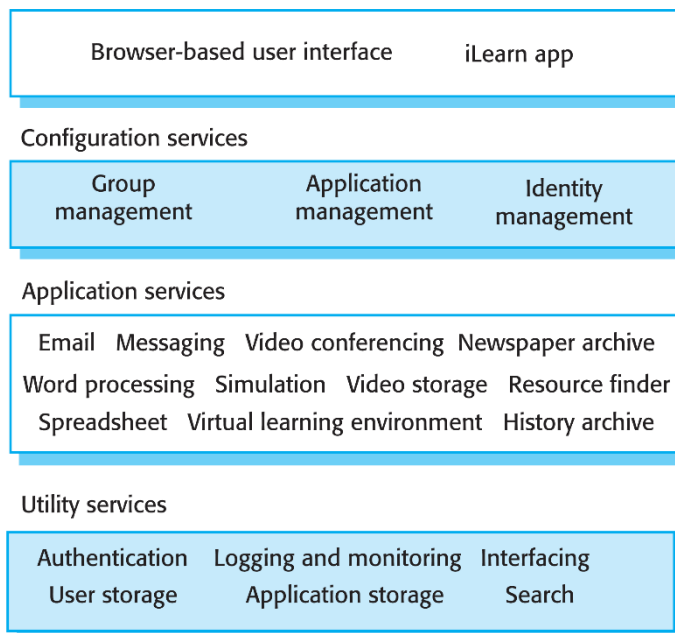 Browser-based user interface iLearn app
Configuration services
Group management Application management Identity management
Application services
Email Messaging Video conferencing Newspaper archive
Word processing Simulation Video storage Resource finder
Spreadsheet Virtual learning environment History archive
Utility services
Authentication Logging and monitoring Interfacing
User storage Application storage Search